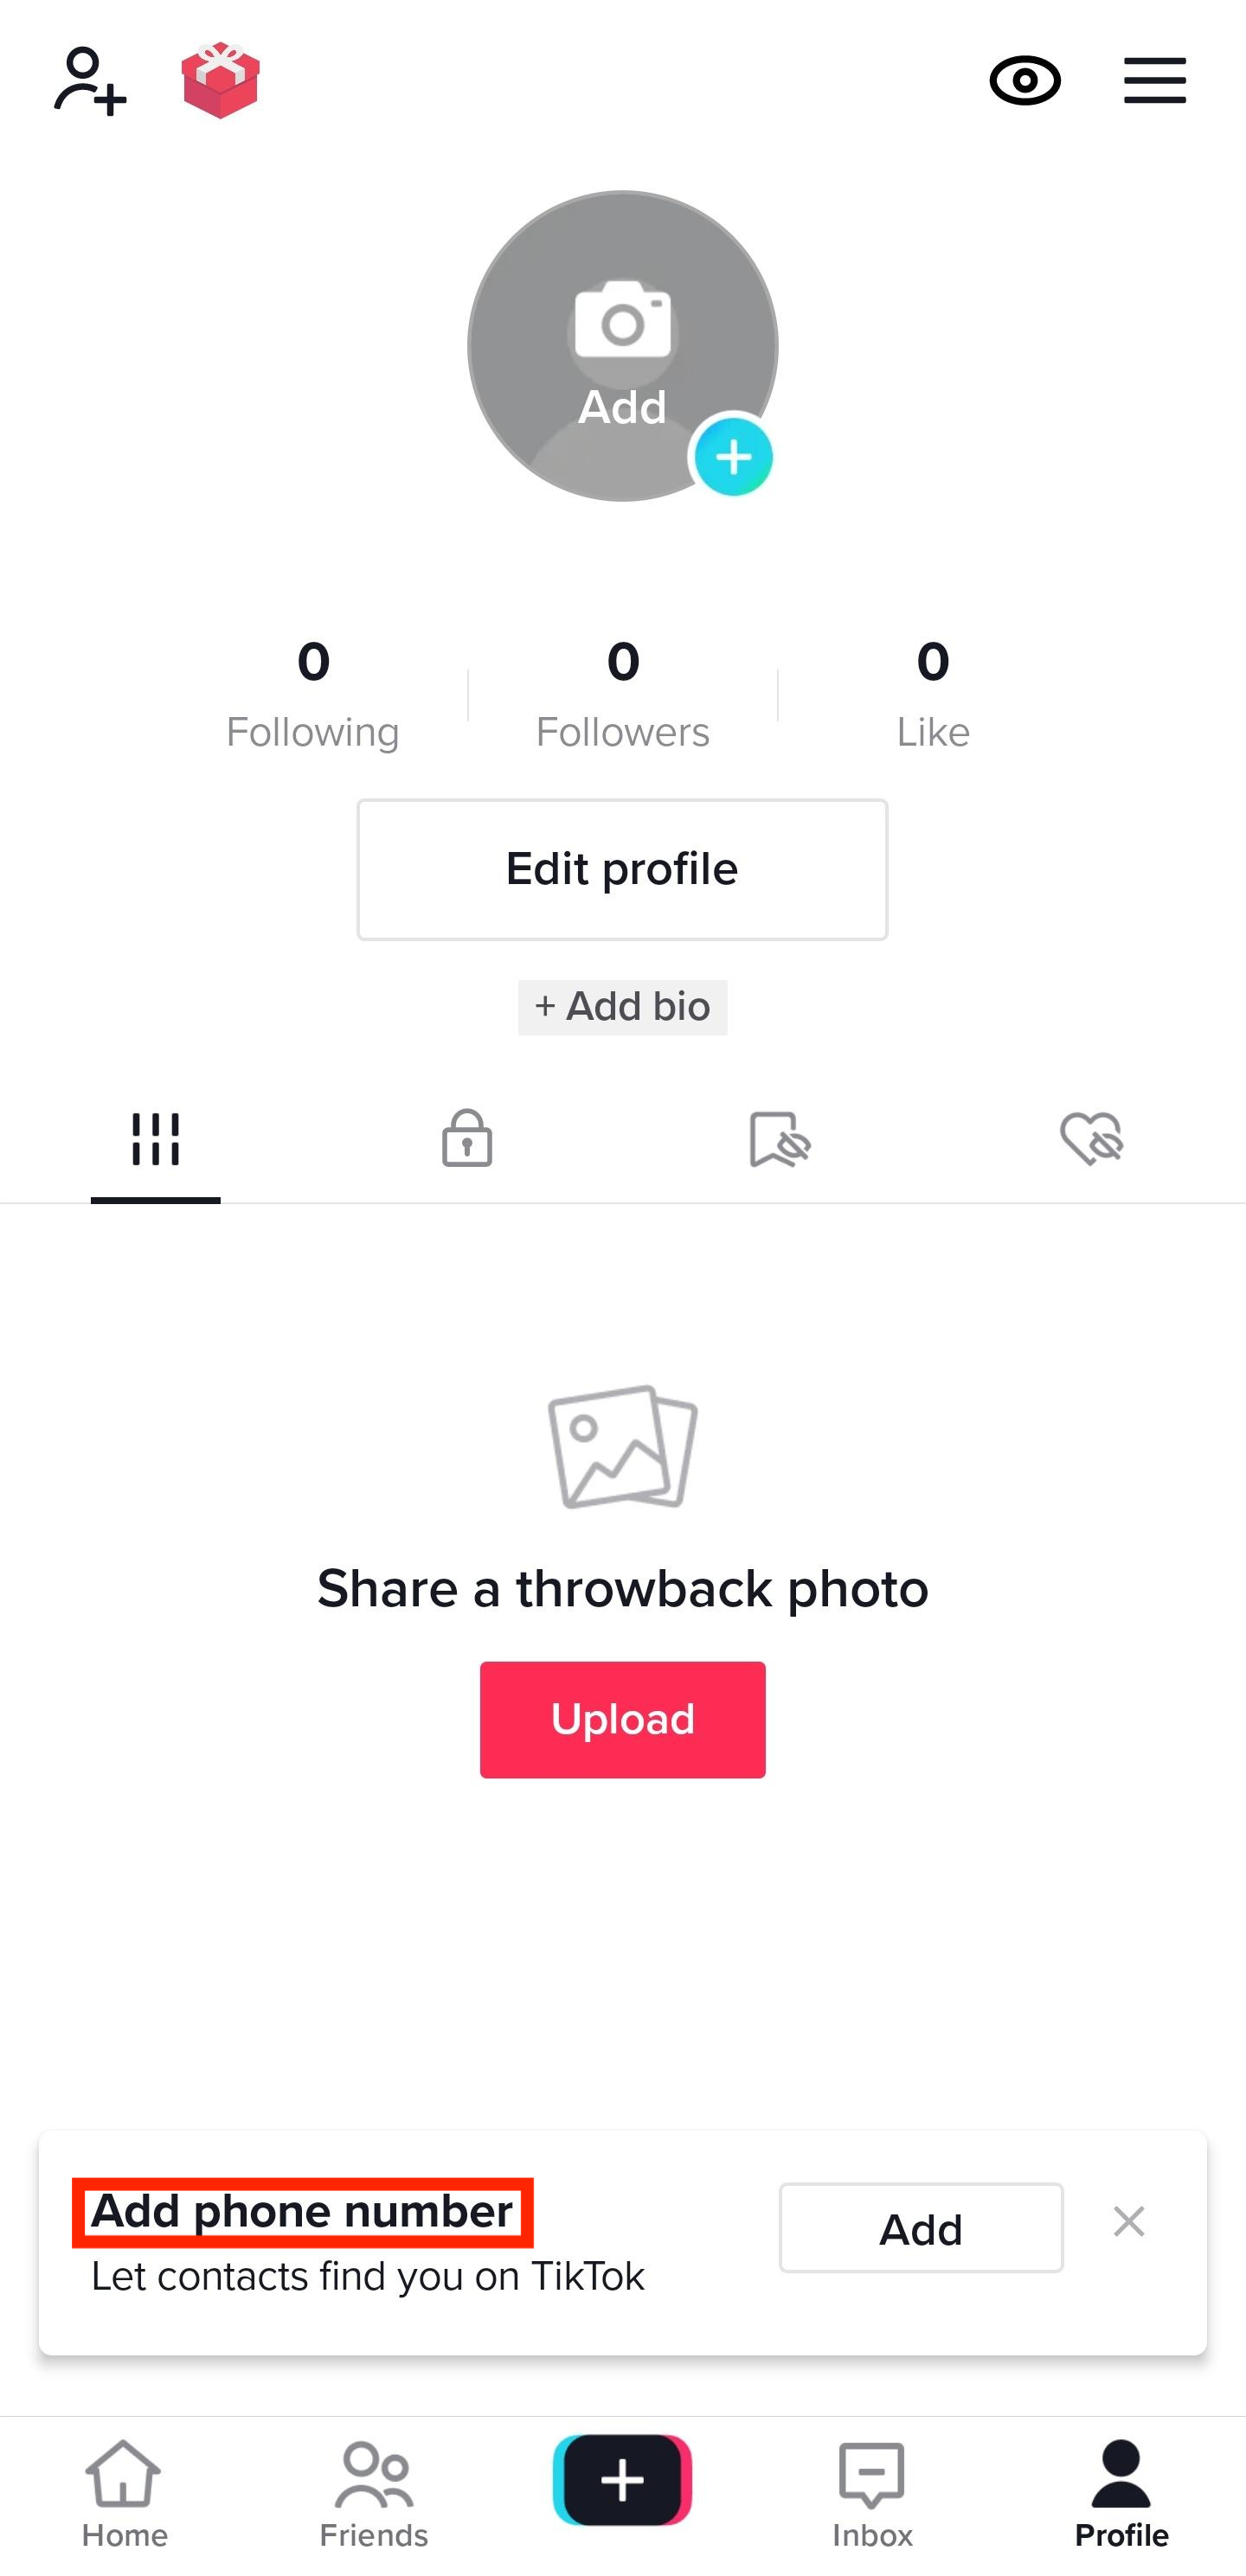 Add
0
0
0
Following
Followers
Like
Edit profile
+ Add bio
Share a throwback photo
Upload
Add phone number
Let contacts find you on TikTok
Add
Home
Friends
Inbox
Profile